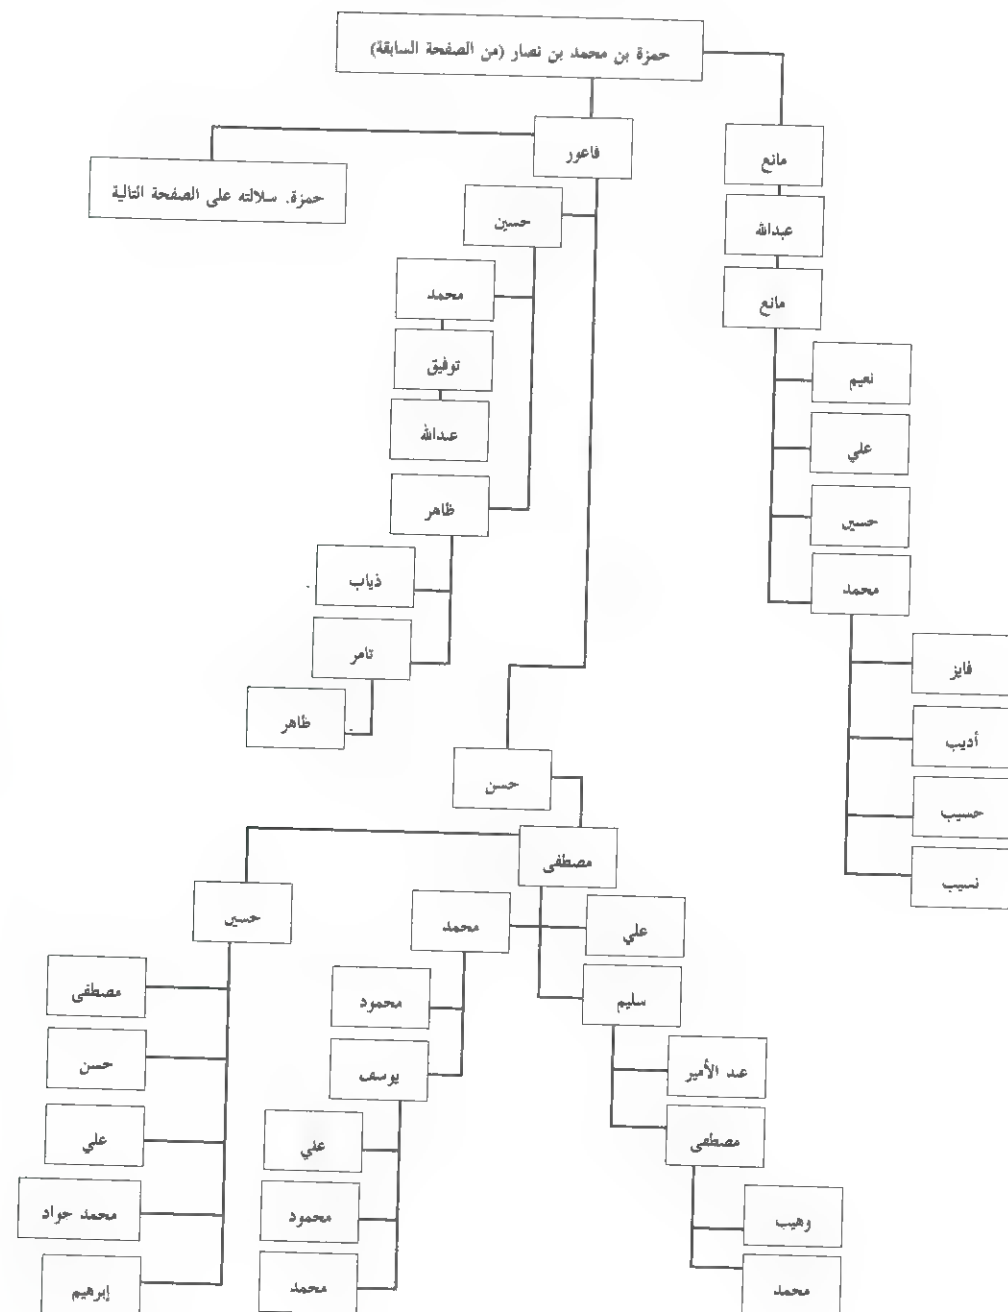 حمزة بن محمد بن نصار (من الصفحة السابقة)
مانع
عبدالله
مانع
نعيم
علي
حسين
محمد
فايز
أديب
حسيب
نسيب
فاعور
حمزة. سلالته على الصفحة التالية
حسين
محمد
توفيق
عبدالله
ظاهر
ذياب
تامر
ظاهر
حسن
مصطفى
علي
سليم
عبد الأمير
مصطفى
وهيب
محمد
محمد
محمود
يوسف
علي
محمود
محمد
حسين
مصطفى
حسن
علي
محمد جواد
إبرهيم